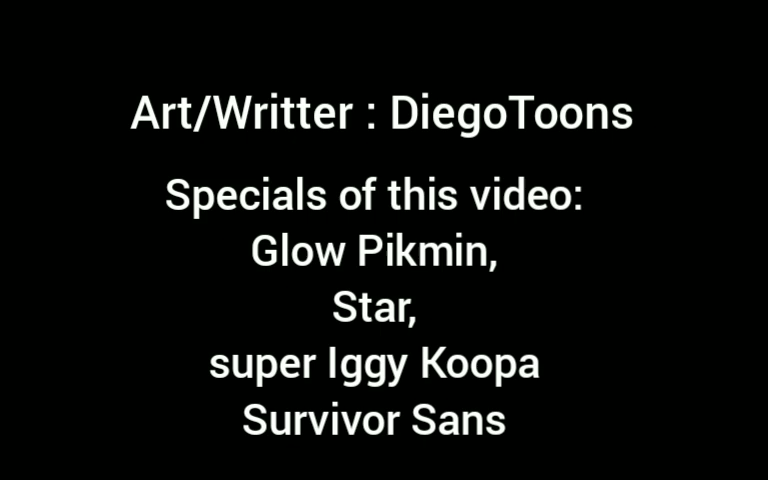 Art/Writter : DiegoToons
Specials of this video:
Glow Pikmin,
Star,
super Iggy Koopa
Survivor Sans